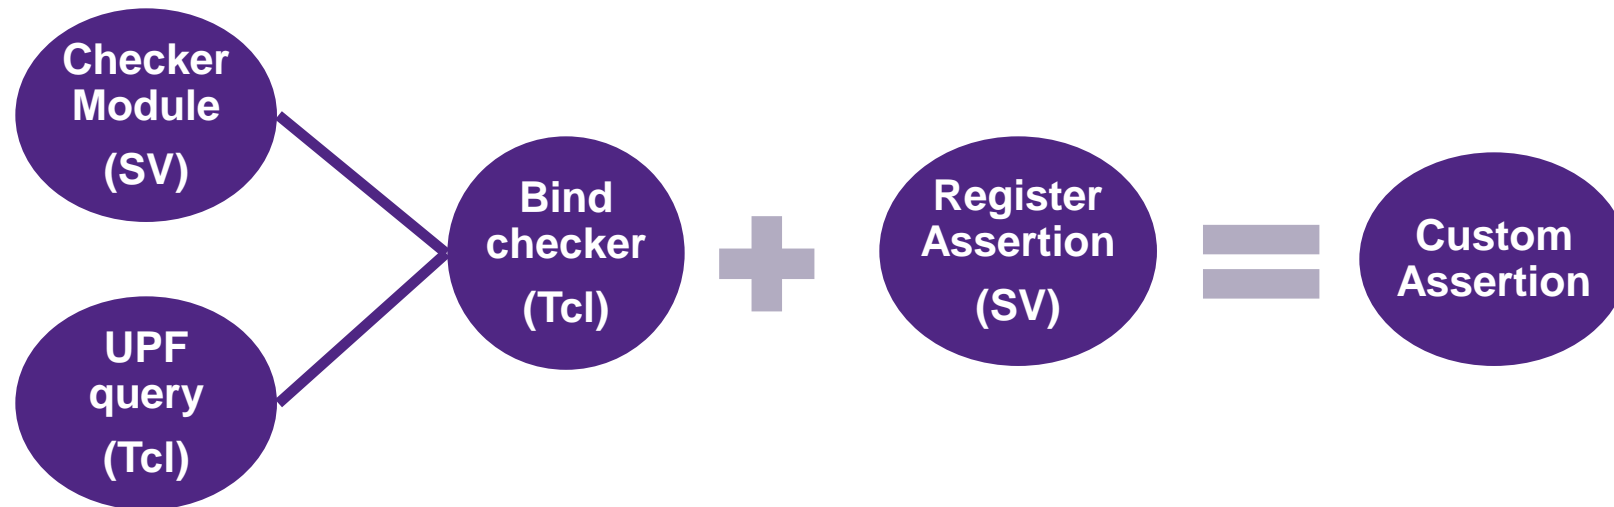 Checker
Module
(SV)
UPF
query
(Tcl)
Bind
checker
(Tcl)
Register
Assertion
(SV)
Custom
Assertion